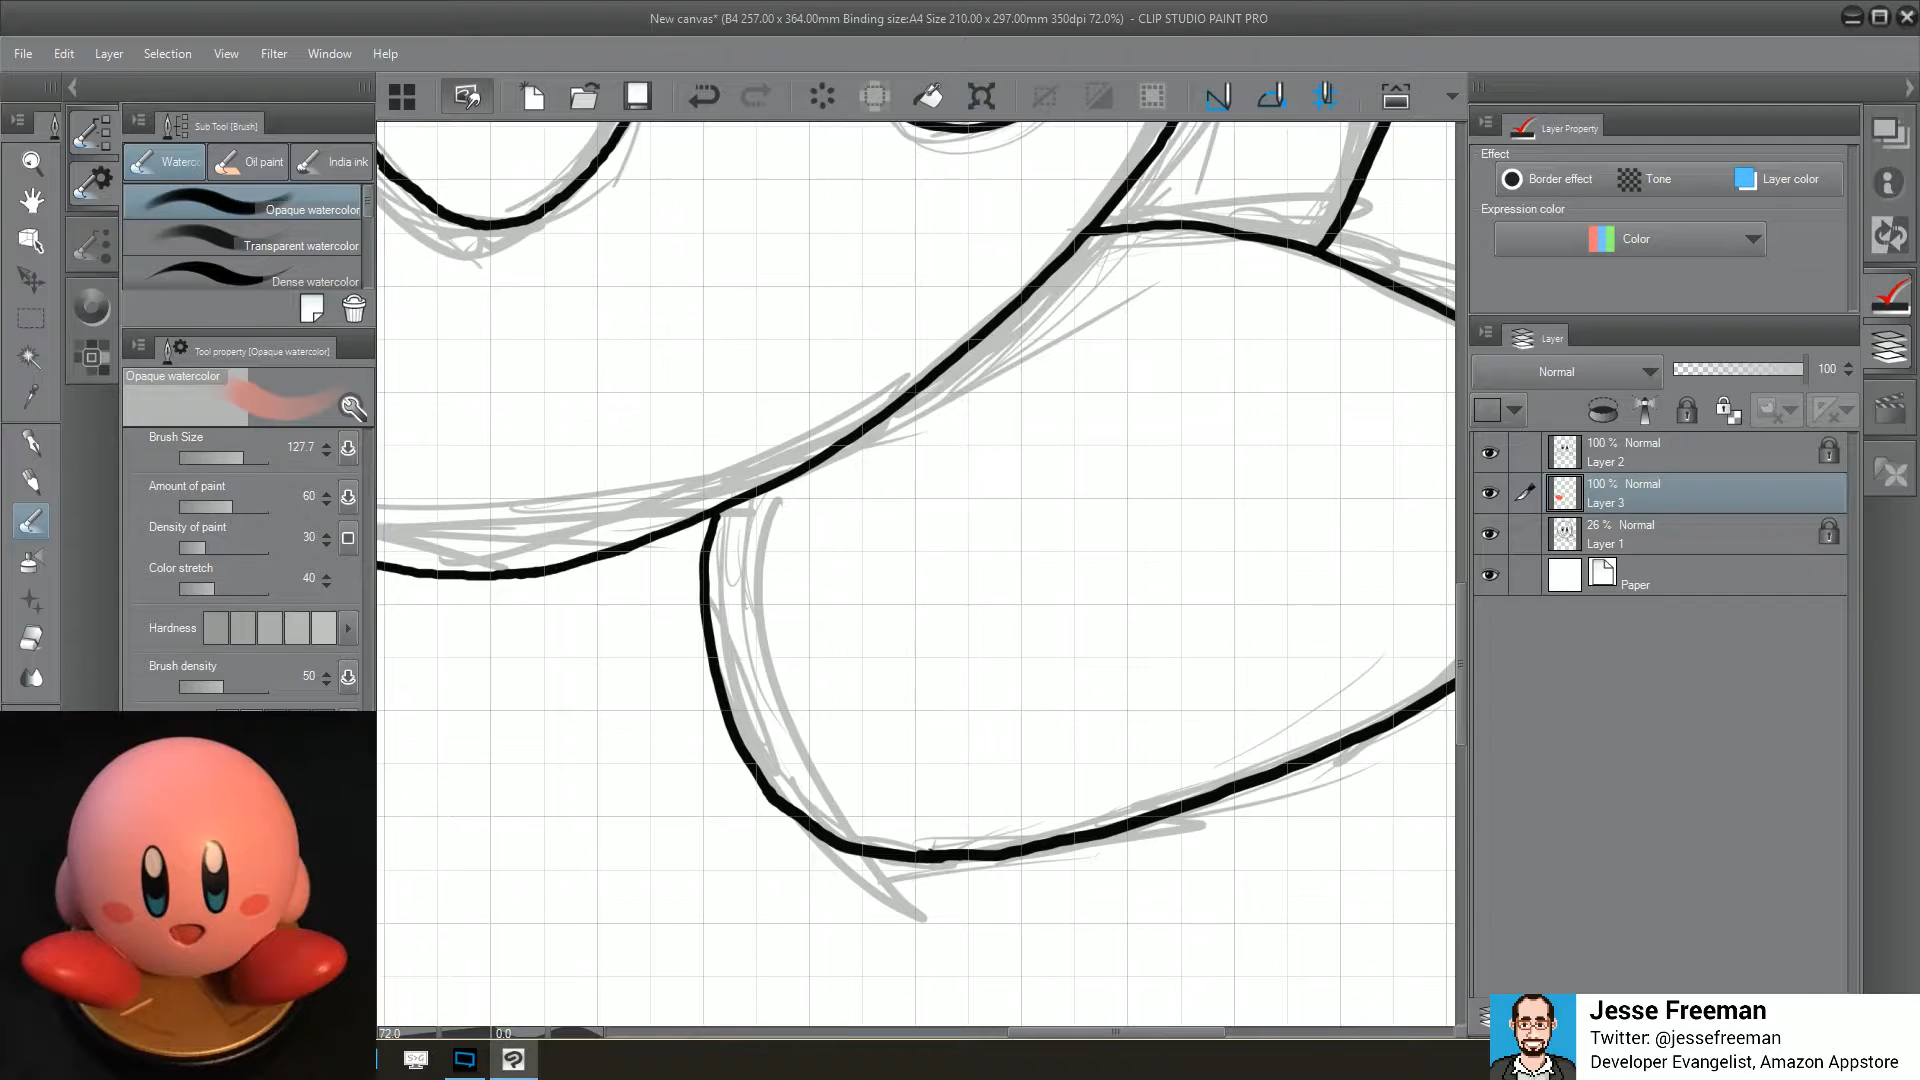 New canvas* (B4 257.00 x 364.00mm Binding size:A4 Size 210.00 x 297.00mm 350dpi 72.0%) - CLIP STUDIO PAINT PRO
File Edit Layer Selection View Filter Window Help
Sub Tool [Brush]
Waterc Oil paint India ink
Opaque watercolor
Transparent watercolor
Dense watercolor
Tool property [Opaque watercolor]
Opaque watercolor
Brush Size 127.7
Amount of paint 60
Density of paint 30
Color stretch 40
Hardness
Brush density 50
72.0 0.0
Layer Property
Effect
Border effect Tone Layer color
Expression color
Color
Layer
Normal 100
100 % Normal
Layer 2
100 % Normal
Layer 3
26 % Normal
Layer 1
Paper
Jesse Freeman
Twitter: @jessefreeman
Developer Evangelist, Amazon Appstore